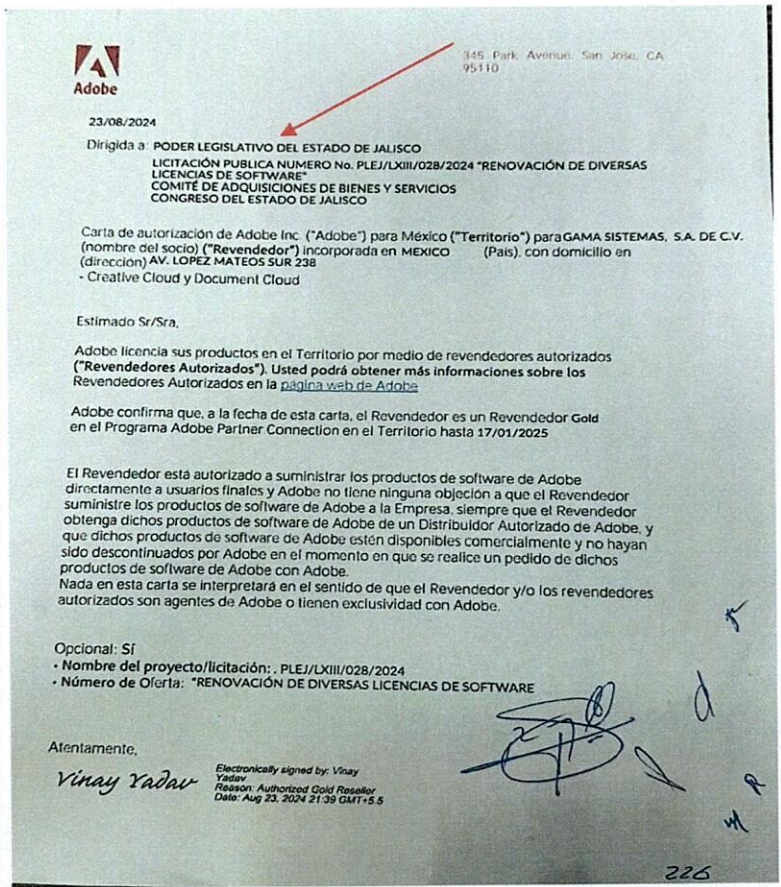 Adobe
345 Park Avenue, San Jose, CA
95110
23/08/2024
Dirigida a: PODER LEGISLATIVO DEL ESTADO DE JALISCO
LICITACIÓN PUBLICA NUMERO No. PLEJ/LXIII/028/2024 "RENOVACIÓN DE DIVERSAS
LICENCIAS DE SOFTWARE"
COMITÉ DE ADQUISICIONES DE BIENES Y SERVICIOS
CONGRESO DEL ESTADO DE JALISCO
Carta de autorización de Adobe Inc. ("Adobe") para México ("Territorio") para GAMA SISTEMAS, S.A. DE C.V.
(nombre del socio) ("Revendedor") incorporada en MEXICO (País), con domicilio en
(dirección) AV. LOPEZ MATEOS SUR 238
- Creative Cloud y Document Cloud
Estimado Sr/Sra,
Adobe licencia sus productos en el Territorio por medio de revendedores autorizados
("Revendedores Autorizados"). Usted podrá obtener más informaciones sobre los
Revendedores Autorizados en la página web de Adobe
Adobe confirma que, a la fecha de esta carta, el Revendedor es un Revendedor Gold
en el Programa Adobe Partner Connection en el Territorio hasta 17/01/2025
El Revendedor está autorizado a suministrar los productos de software de Adobe
directamente a usuarios finales y Adobe no tiene ninguna objeción a que el Revendedor
suministre los productos de software de Adobe a la Empresa, siempre que el Revendedor
obtenga dichos productos de software de Adobe de un Distribuidor Autorizado de Adobe, y
que dichos productos de software de Adobe estén disponibles comercialmente y no hayan
sido descontinuados por Adobe en el momento en que se realice un pedido de dichos
productos de software de Adobe con Adobe.
Nada en esta carta se interpretará en el sentido de que el Revendedor y/o los revendedores
autorizados son agentes de Adobe o tienen exclusividad con Adobe.
Opcional: Sí
• Nombre del proyecto/licitación: . PLEJ/LXIII/028/2024
• Número de Oferta: "RENOVACIÓN DE DIVERSAS LICENCIAS DE SOFTWARE
Atentamente,
Vinay Yadav
Electronically signed by: Vinay
Yadav
Reason: Authorized Gold Reseller
Date: Aug 23, 2024 21:39 GMT+5.5
226